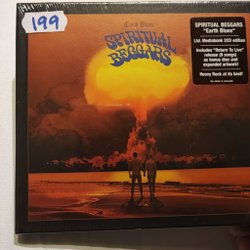 199
Earth Blues
SPIRITUAL
BEGGARS
SPIRITUAL BEGGARS
"Earth Blues"
Ltd. Mediabook 2CD edition
Includes "Return To Live"
release (8 songs)
as bonus disc and
expanded artwork!
Heavy Rock at its best!